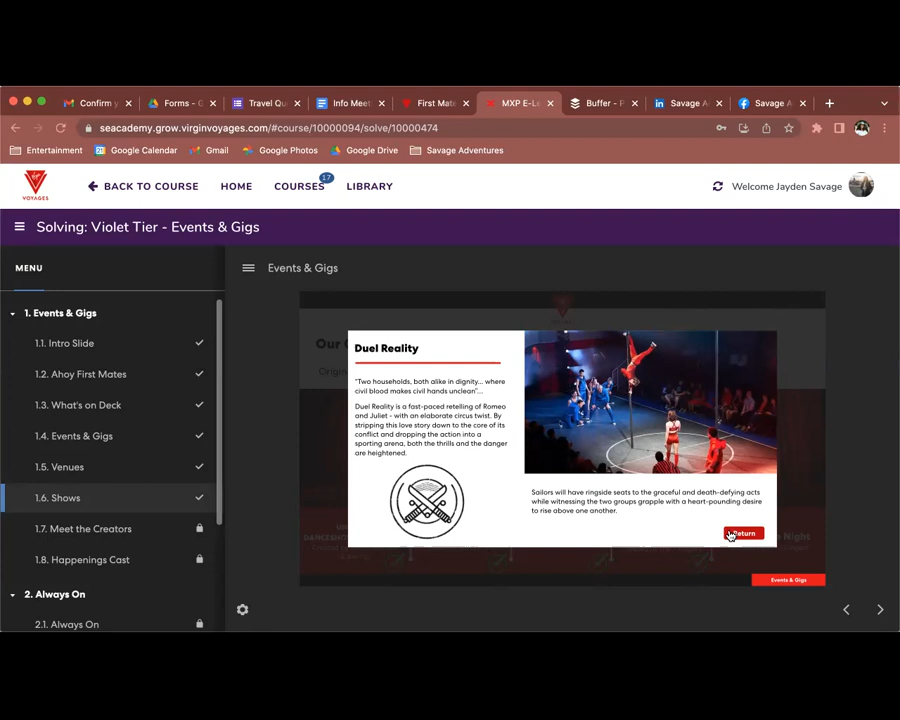 Confirm y
Forms - G
Travel Qu
Info Meet
First Mat
MXP E-Le
Buffer - P
Savage A
Savage A
seacademy.grow.virginvoyages.com/#course/10000094/solve/10000474
Entertainment
Google Calendar
Gmail
Google Photos
Google Drive
Savage Adventures
VOYAGES
BACK TO COURSE
HOME
COURSES
17
LIBRARY
Welcome Jayden Savage
Solving: Violet Tier - Events & Gigs
MENU
Events & Gigs
1. Events & Gigs
1.1. Intro Slide
1.2. Ahoy First Mates
1.3. What's on Deck
1.4. Events & Gigs
1.5. Venues
1.6. Shows
1.7. Meet the Creators
1.8. Happenings Cast
2. Always On
2.1. Always On
Our
Origin
Duel Reality
"Two households, both alike in dignity... where
civil blood makes civil hands unclean"...
Duel Reality is a fast-paced retelling of Romeo
and Juliet - with an elaborate circus twist. By
stripping this love story down to the core of its
conflict and dropping the action into a
sporting arena, both the thrills and the danger
are heightened.
Sailors will have ringside seats to the graceful and death-defying acts
while witnessing the two groups grapple with a heart-pounding desire
to rise above one another.
Return
Night
Events & Gigs